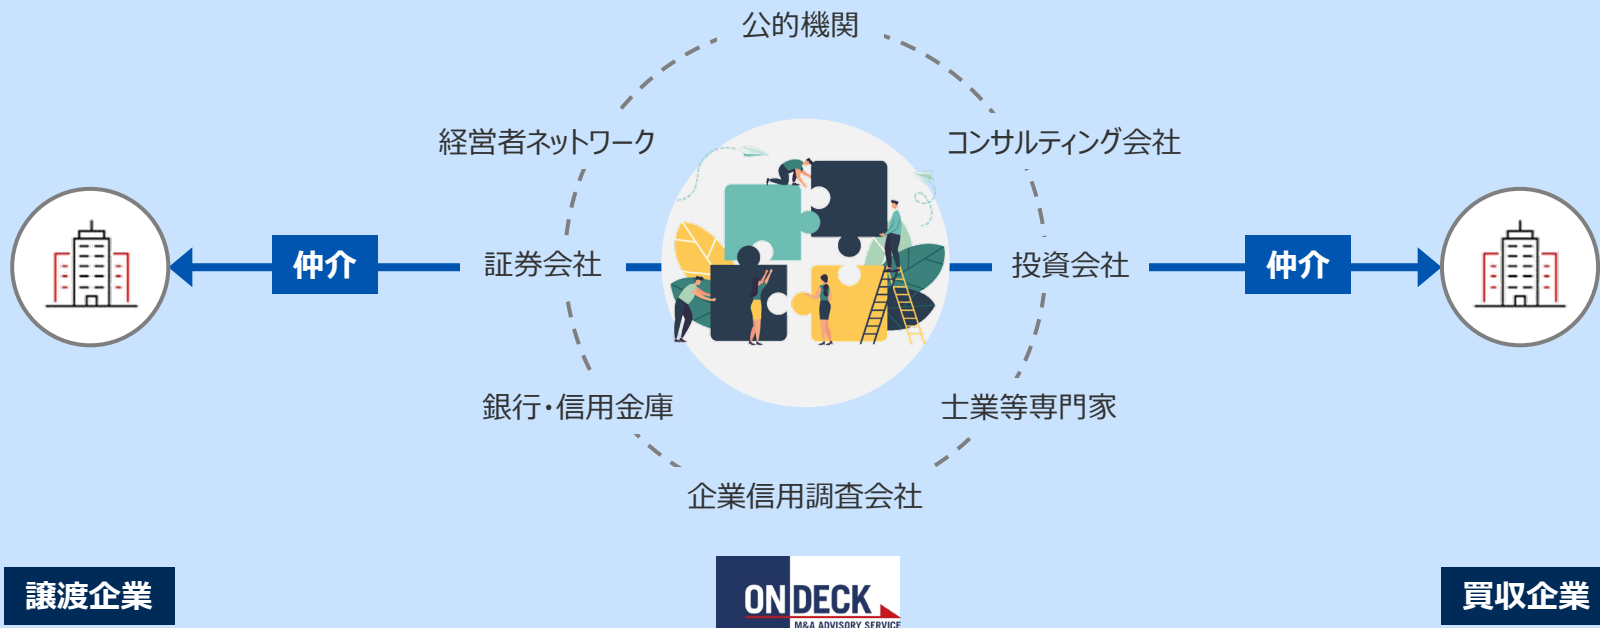 公的機関
経営者ネットワーク
コンサルティング会社
仲介
証券会社
投資会社
仲介
銀行・信用金庫
士業等専門家
企業信用調査会社
譲渡企業
ONDECK
M&A ADVISORY SERVICE
買収企業